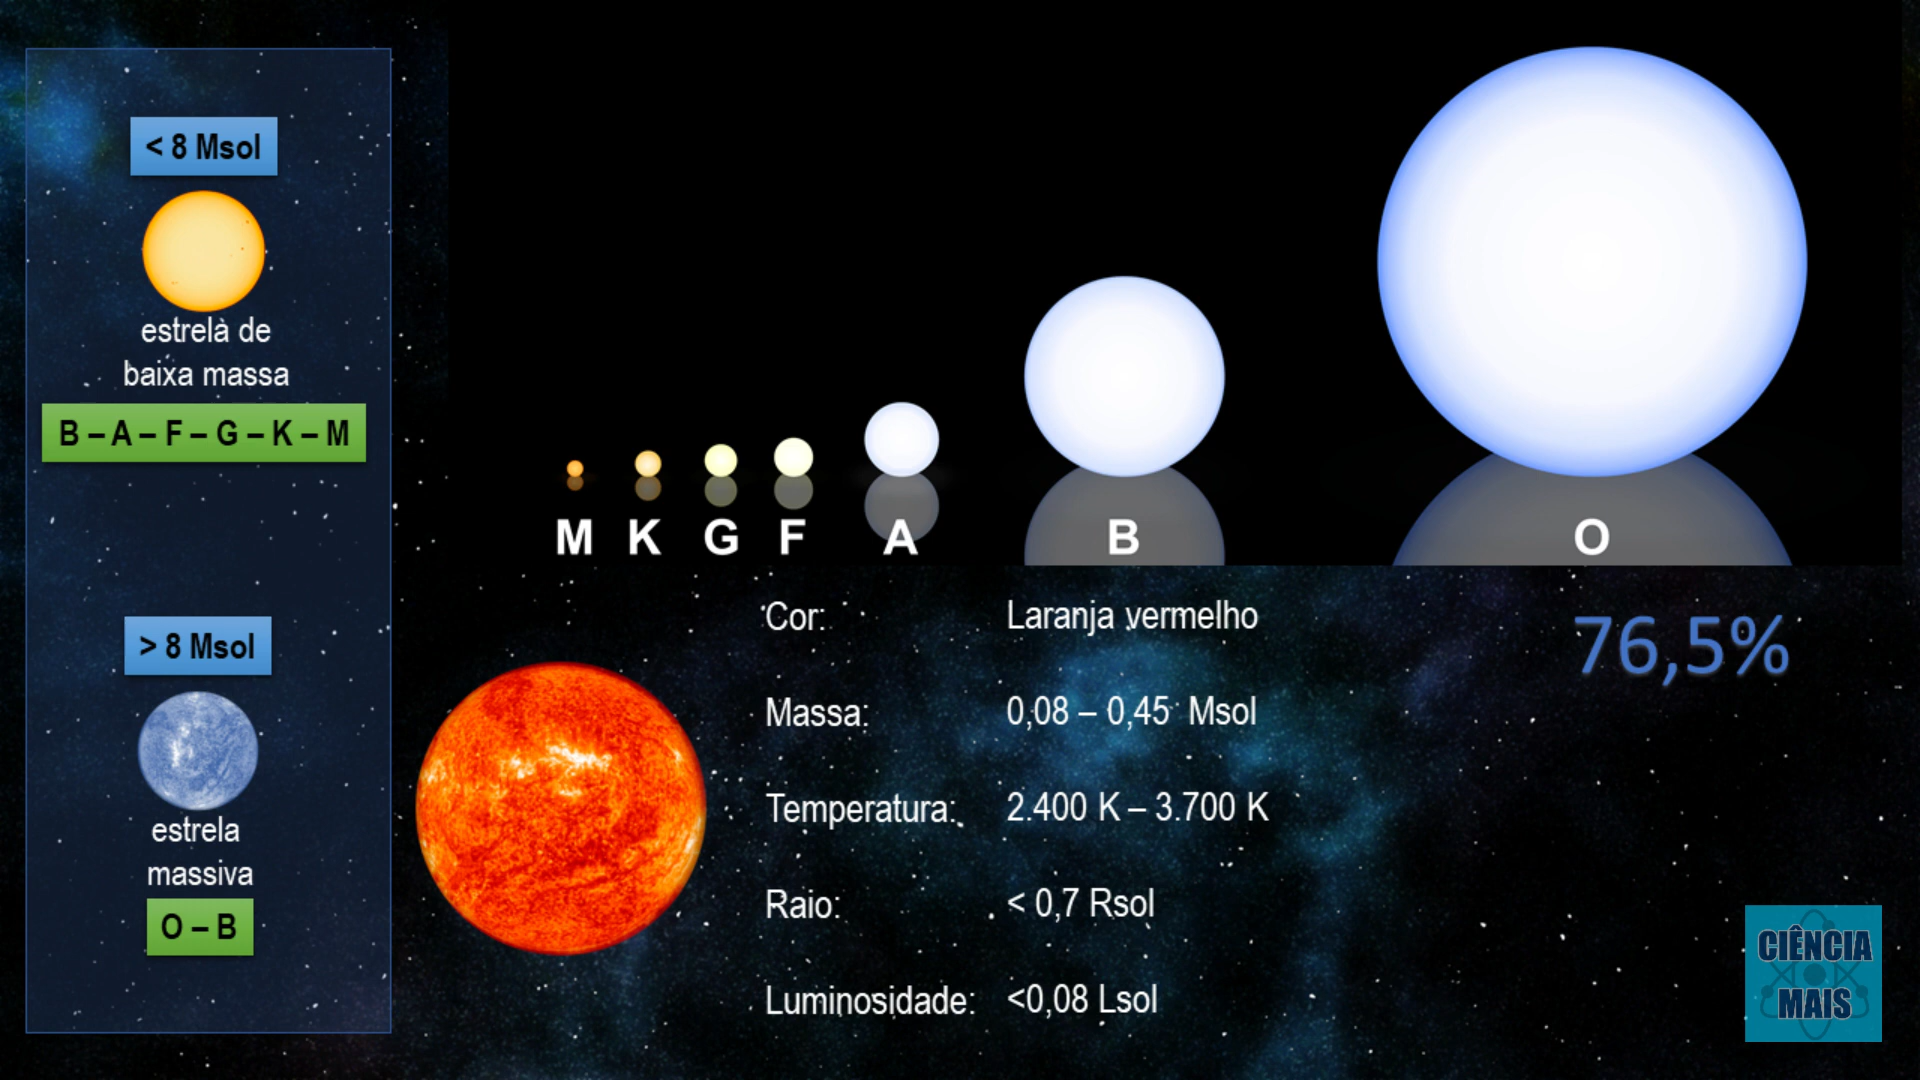 < 8 Msol
estrela de
baixa massa
B – A – F – G – K – M
> 8 Msol
estrela
massiva
O – B
M K G F A B O
Cor: Laranja vermelho
Massa: 0,08 – 0,45 Msol
Temperatura: 2.400 K – 3.700 K
Raio: < 0,7 Rsol
Luminosidade: <0,08 Lsol
76,5%
CIÊNCIA
MAIS